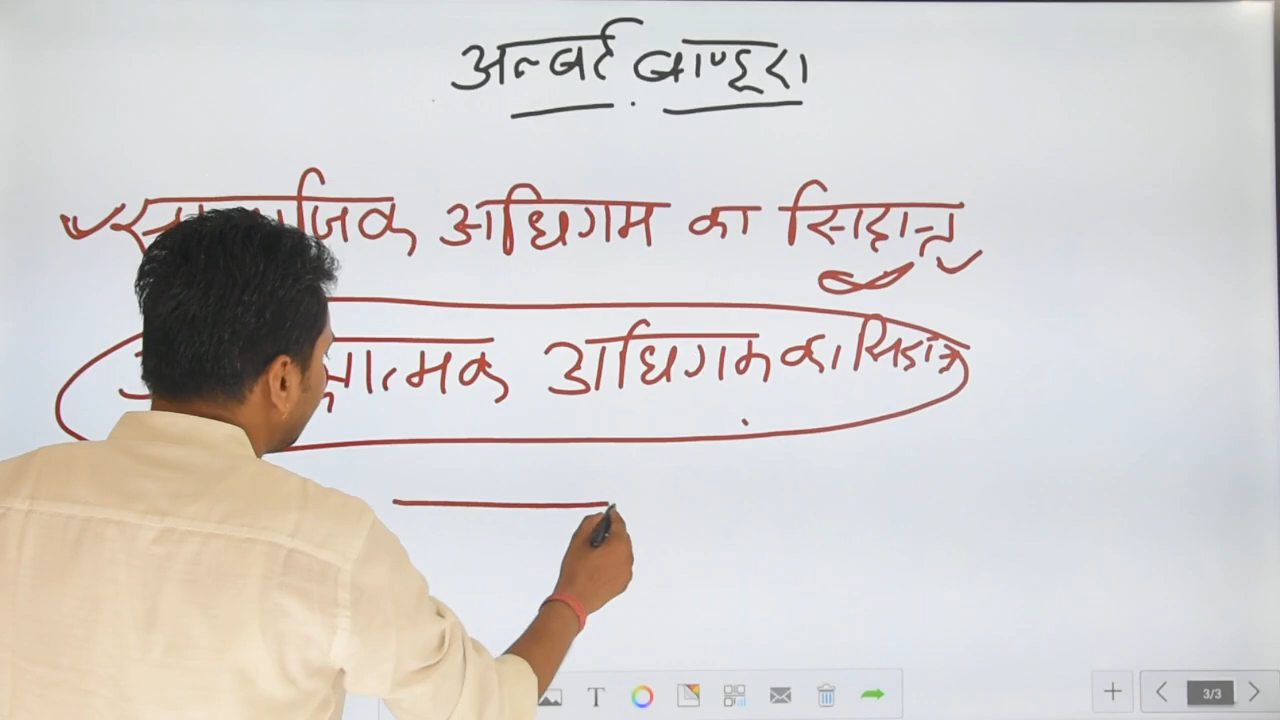 अल्बर्ट बाण्डूरा
अधिगम का सिद्धान्त
अधिगम का सिद्धांत
T
3/3